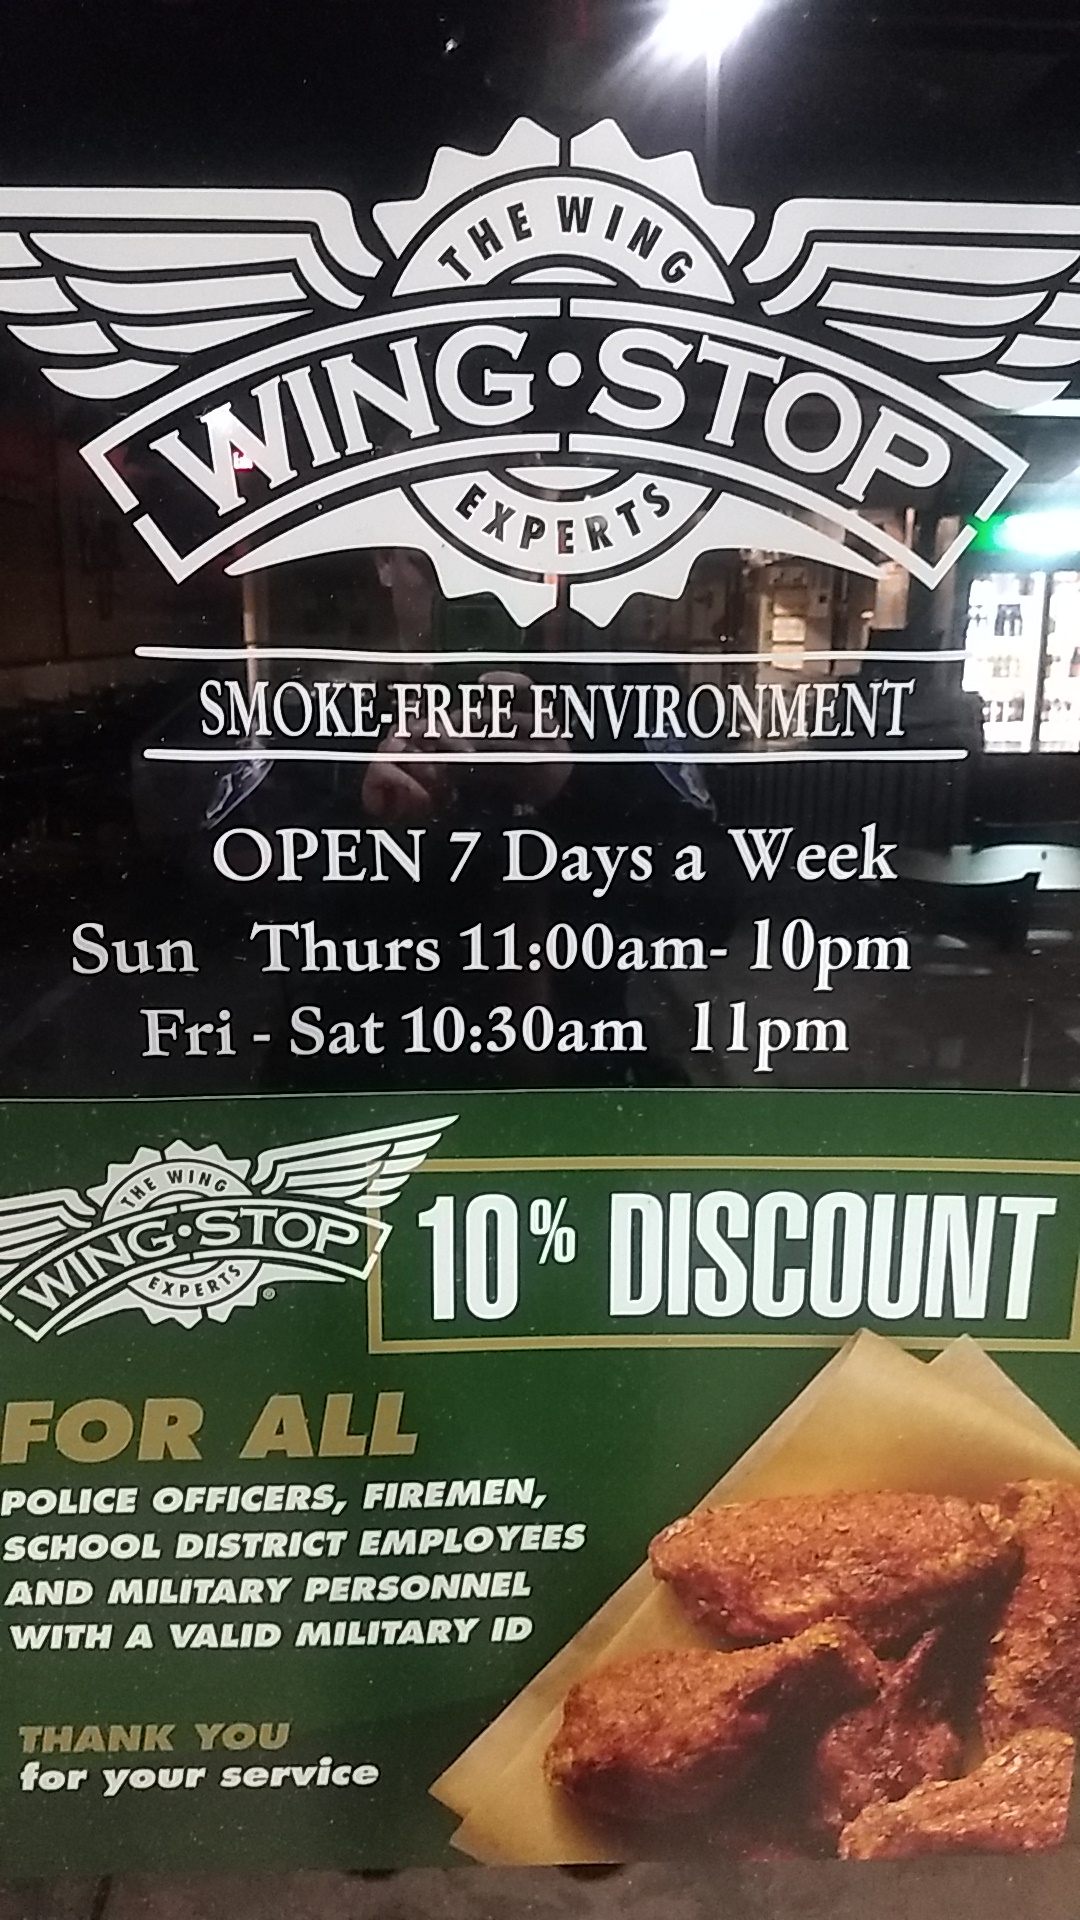 THE WING
WING·STOP
EXPERTS
SMOKE-FREE ENVIRONMENT
OPEN 7 Days a Week
Sun Thurs 11:00am- 10pm
Fri - Sat 10:30am 11pm
THE WING
WING·STOP
EXPERTS
®
10% DISCOUNT
FOR ALL
POLICE OFFICERS, FIREMEN,
SCHOOL DISTRICT EMPLOYEES
AND MILITARY PERSONNEL
WITH A VALID MILITARY ID
THANK YOU
for your service